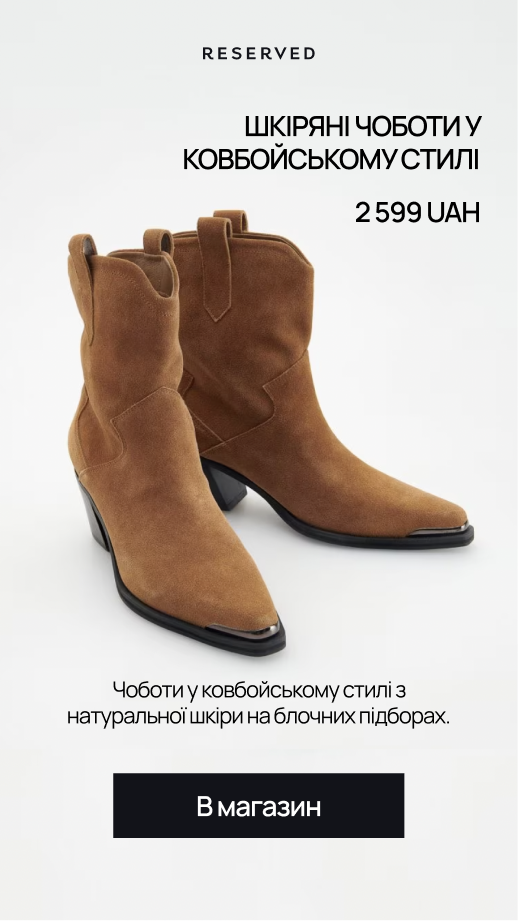 RESERVED
ШКІРЯНІ ЧОБОТИ У
КОВБОЙСЬКОМУ СТИЛІ
2 599 UAH
Чоботи у ковбойському стилі з
натуральної шкіри на блочних підборах.
В магазин